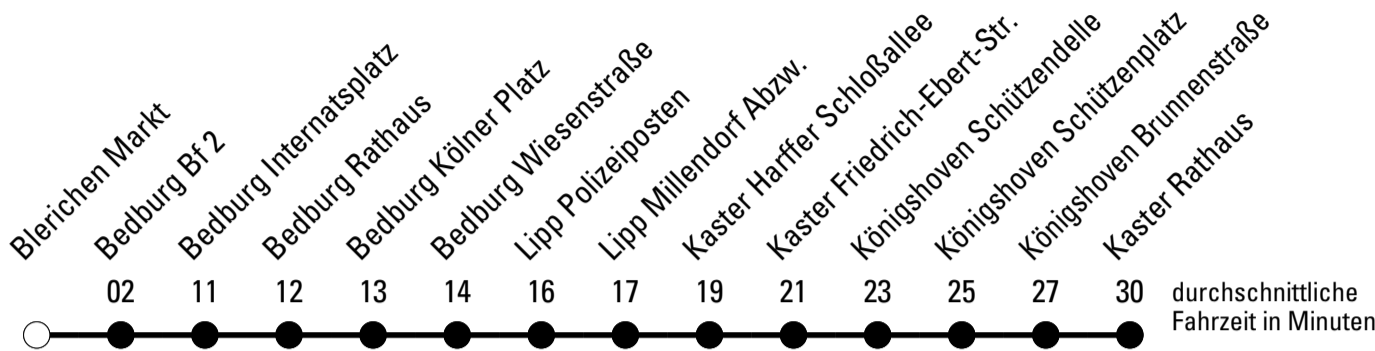 Blerichen Markt
Bedburg Bf 2
Bedburg Internatsplatz
Bedburg Rathaus
Bedburg Kölner Platz
Bedburg Wiesenstraße
Lipp Polizeiposten
Lipp Millendorf Abzw.
Kaster Harffer Schloßallee
Kaster Friedrich-Ebert-Str.
Königshoven Schützendelle
Königshoven Schützenplatz
Königshoven Brunnenstraße
Kaster Rathaus
02 11 12 13 14 16 17 19 21 23 25 27 30
durchschnittliche
Fahrzeit in Minuten